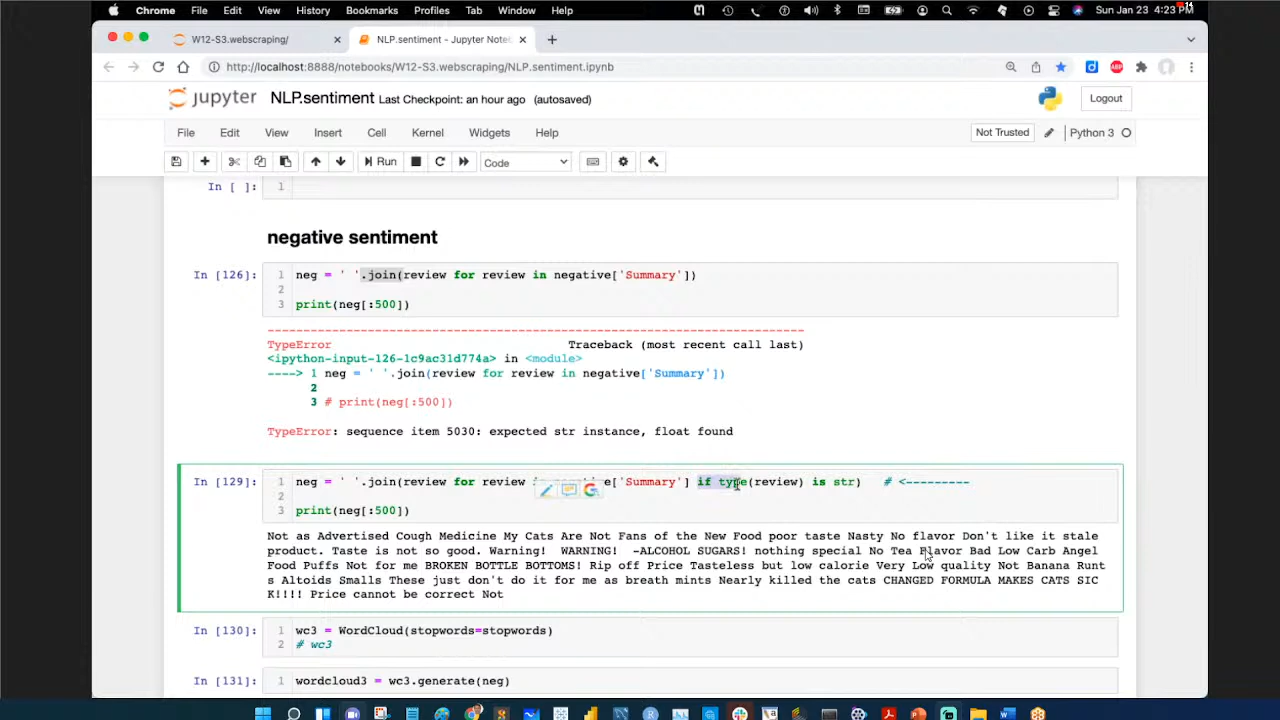 Chrome File Edit View History Bookmarks Profiles Tab Window Help Sun Jan 23 4:23 PM
W12-S3.webscraping/ NLP.sentiment - Jupyter Note
http://localhost:8888/notebooks/W12-S3.webscraping/NLP.sentiment.ipynb
jupyter NLP.sentiment Last Checkpoint: an hour ago (autosaved) Logout
File Edit View Insert Cell Kernel Widgets Help Not Trusted Python 3
Run Code
In [ ]: 1
negative sentiment
In [126]: 1 neg = ' '.join(review for review in negative['Summary'])
2
3 print(neg[:500])
---------------------------------------------------------------------------
TypeError Traceback (most recent call last)
<ipython-input-126-1c9ac31d774a> in <module>
----> 1 neg = ' '.join(review for review in negative['Summary'])
2
3 # print(neg[:500])
TypeError: sequence item 5030: expected str instance, float found
In [129]: 1 neg = ' '.join(review for review e['Summary'] if type(review) is str) # <---------
2
3 print(neg[:500])
Not as Advertised Cough Medicine My Cats Are Not Fans of the New Food poor taste Nasty No flavor Don't like it stale
product. Taste is not so good. Warning! WARNING! -ALCOHOL SUGARS! nothing special No Tea Flavor Bad Low Carb Angel
Food Puffs Not for me BROKEN BOTTLE BOTTOMS! Rip off Price Tasteless but low calorie Very Low quality Not Banana Runt
s Altoids Smalls These just don't do it for me as breath mints Nearly killed the cats CHANGED FORMULA MAKES CATS SIC
K!!!! Price cannot be correct Not
In [130]: 1 wc3 = WordCloud(stopwords=stopwords)
2 # wc3
In [131]: 1 wordcloud3 = wc3.generate(neg)